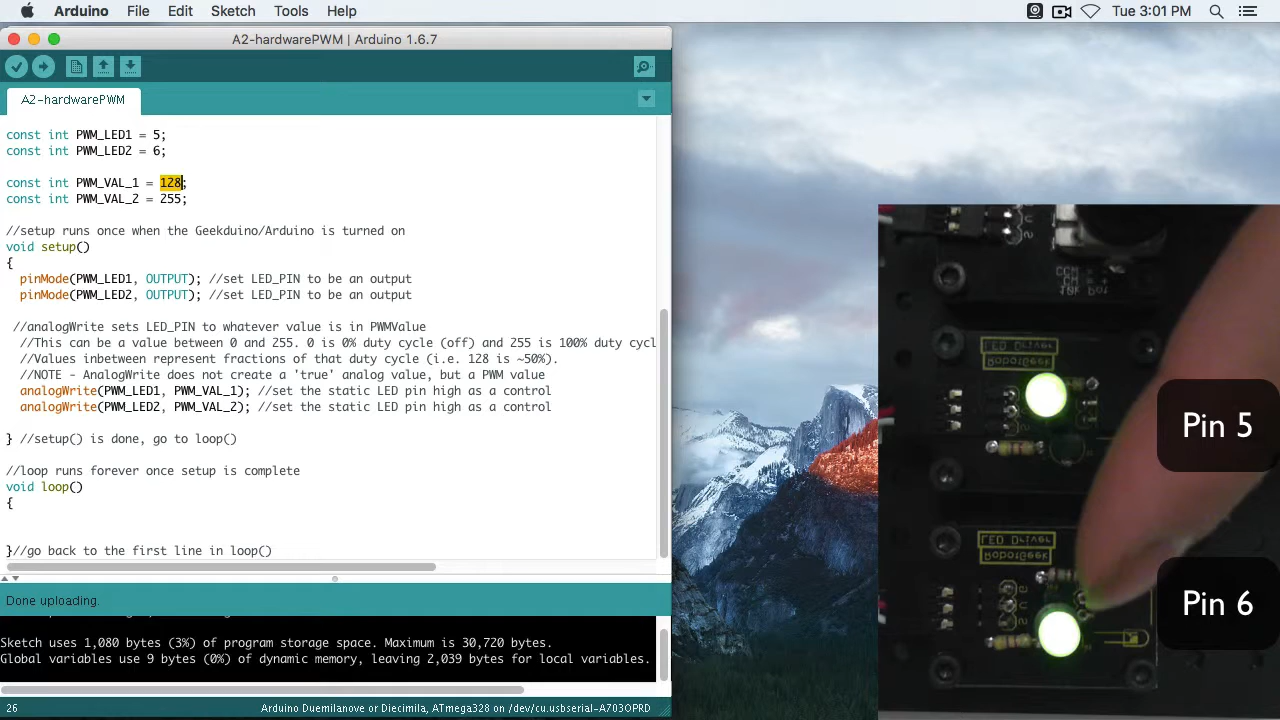 Arduino File Edit Sketch Tools Help Tue 3:01 PM
A2-hardwarePWM | Arduino 1.6.7
A2-hardwarePWM
const int PWM_LED1 = 5;
const int PWM_LED2 = 6;
const int PWM_VAL_1 = 128;
const int PWM_VAL_2 = 255;
//setup runs once when the Geekduino/Arduino is turned on
void setup()
{
pinMode(PWM_LED1, OUTPUT); //set LED_PIN to be an output
pinMode(PWM_LED2, OUTPUT); //set LED_PIN to be an output
//analogWrite sets LED_PIN to whatever value is in PWMValue
//This can be a value between 0 and 255. 0 is 0% duty cycle (off) and 255 is 100% duty cycl
//Values inbetween represent fractions of that duty cycle (i.e. 128 is ~50%).
//NOTE - AnalogWrite does not create a 'true' analog value, but a PWM value
analogWrite(PWM_LED1, PWM_VAL_1); //set the static LED pin high as a control
analogWrite(PWM_LED2, PWM_VAL_2); //set the static LED pin high as a control
} //setup() is done, go to loop()
//loop runs forever once setup is complete
void loop()
{
}//go back to the first line in loop()
Done uploading.
Sketch uses 1,080 bytes (3%) of program storage space. Maximum is 30,720 bytes.
Global variables use 9 bytes (0%) of dynamic memory, leaving 2,039 bytes for local variables.
26 Arduino Duemilanove or Diecimila, ATmega328 on /dev/cu.usbserial-A703OPRD
10k Pot
LED Driver
RobotGeek
Pin 5
LED Driver
RobotGeek
Pin 6